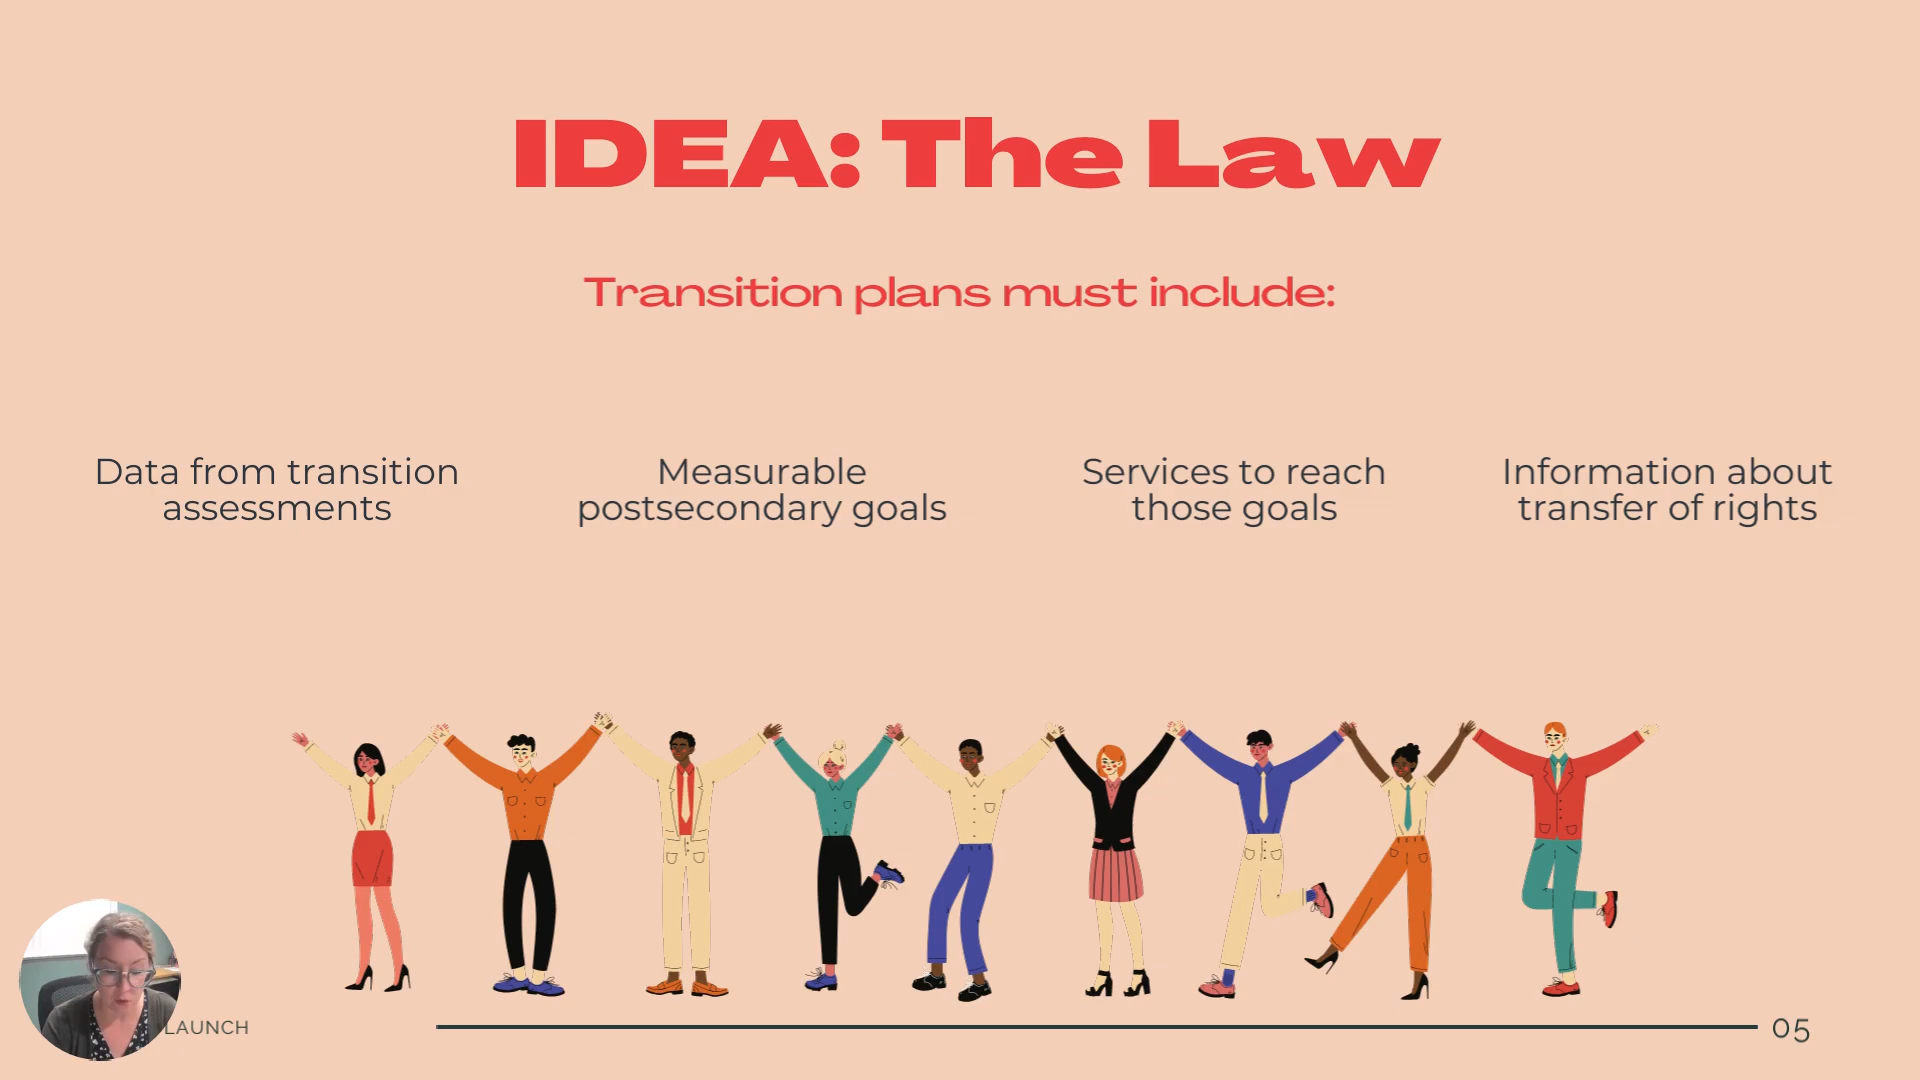 IDEA: The Law
Transition plans must include:
Data from transition
assessments
Measurable
postsecondary goals
Services to reach
those goals
Information about
transfer of rights
LAUNCH
05